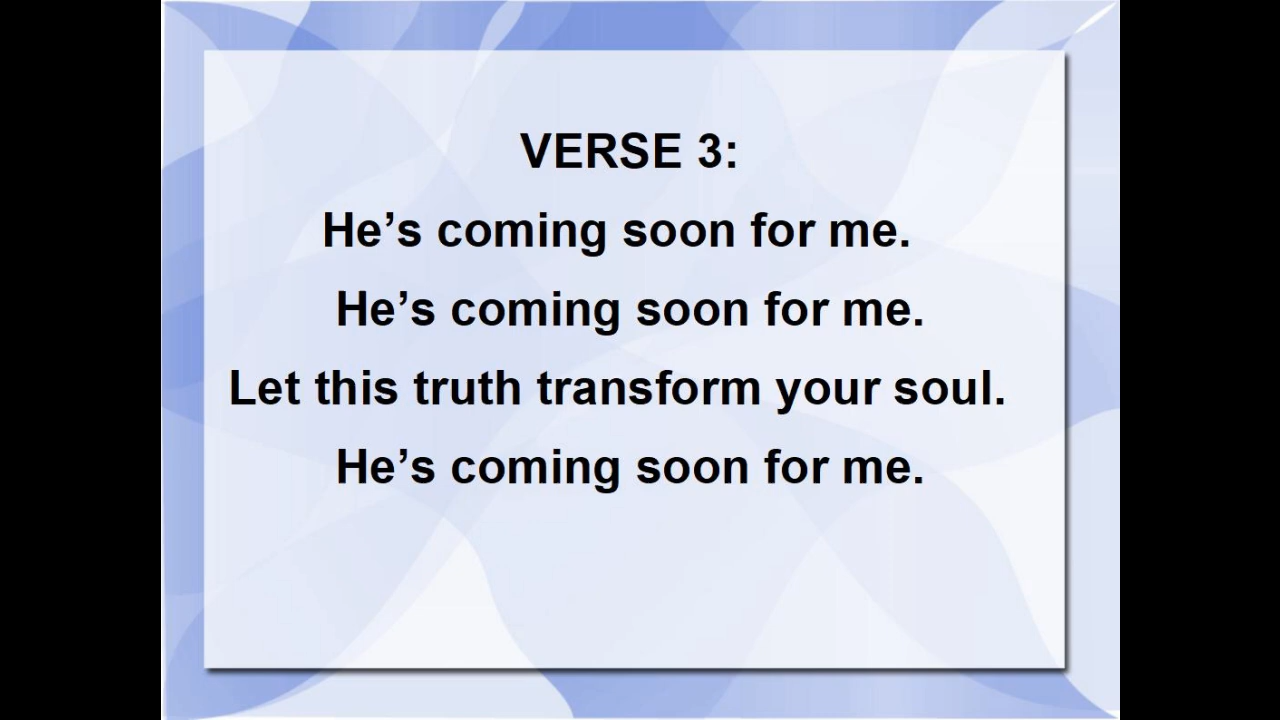 VERSE 3:
He’s coming soon for me.
He’s coming soon for me.
Let this truth transform your soul.
He’s coming soon for me.